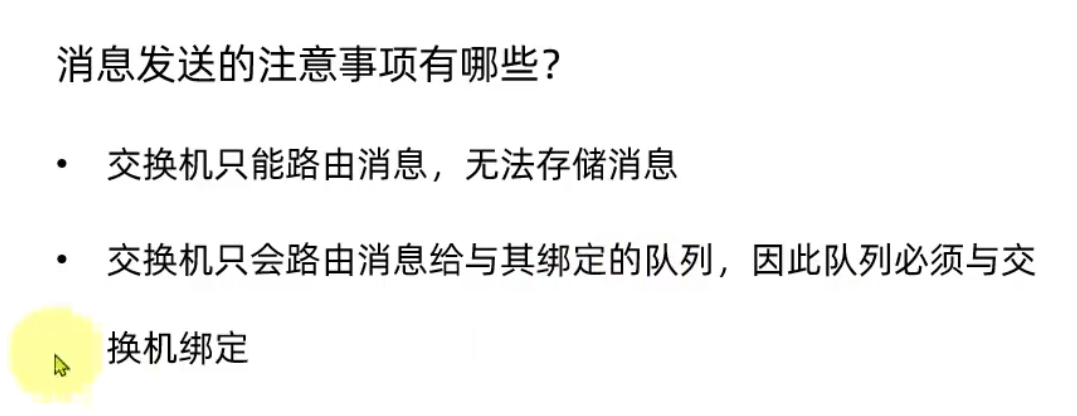 消息发送的注意事项有哪些？
• 交换机只能路由消息，无法存储消息
• 交换机只会路由消息给与其绑定的队列，因此队列必须与交
换机绑定